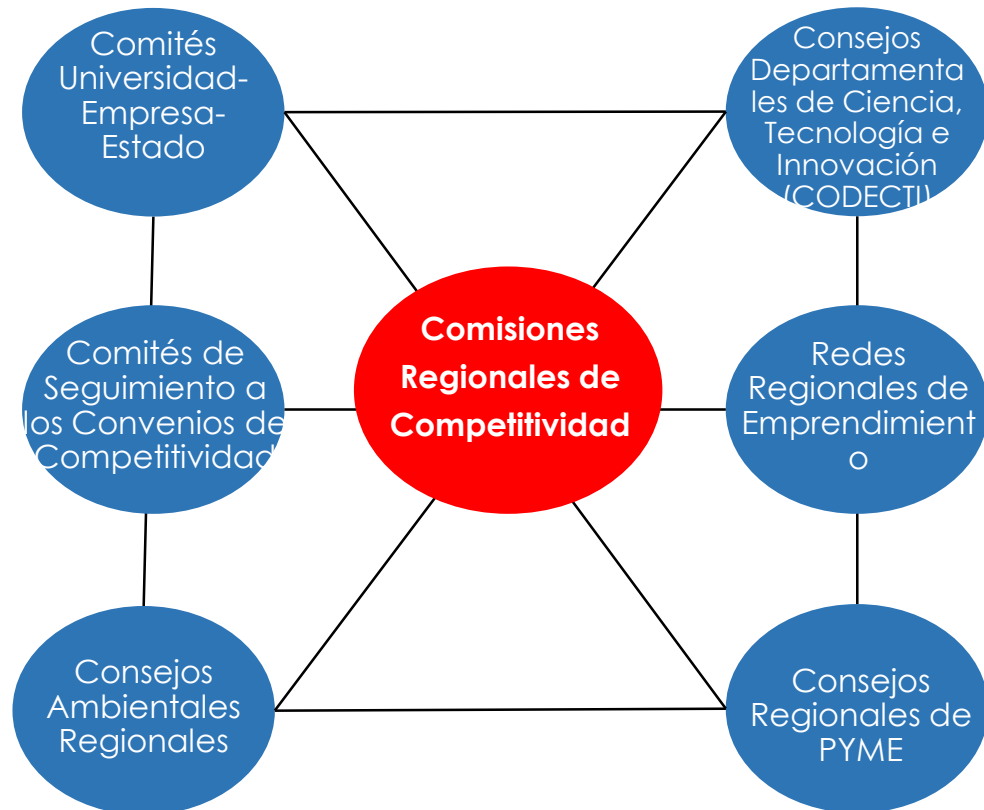 Comités
Universidad-
Empresa-
Estado
Consejos
Departamenta
les de Ciencia,
Tecnología e
Innovación
(CODECTI)
Comisiones
Regionales de
Competitividad
Comités de
Seguimiento a
los Convenios de
Competitividad
Redes
Regionales de
Emprendimient
o
Consejos
Ambientales
Regionales
Consejos
Regionales de
PYME